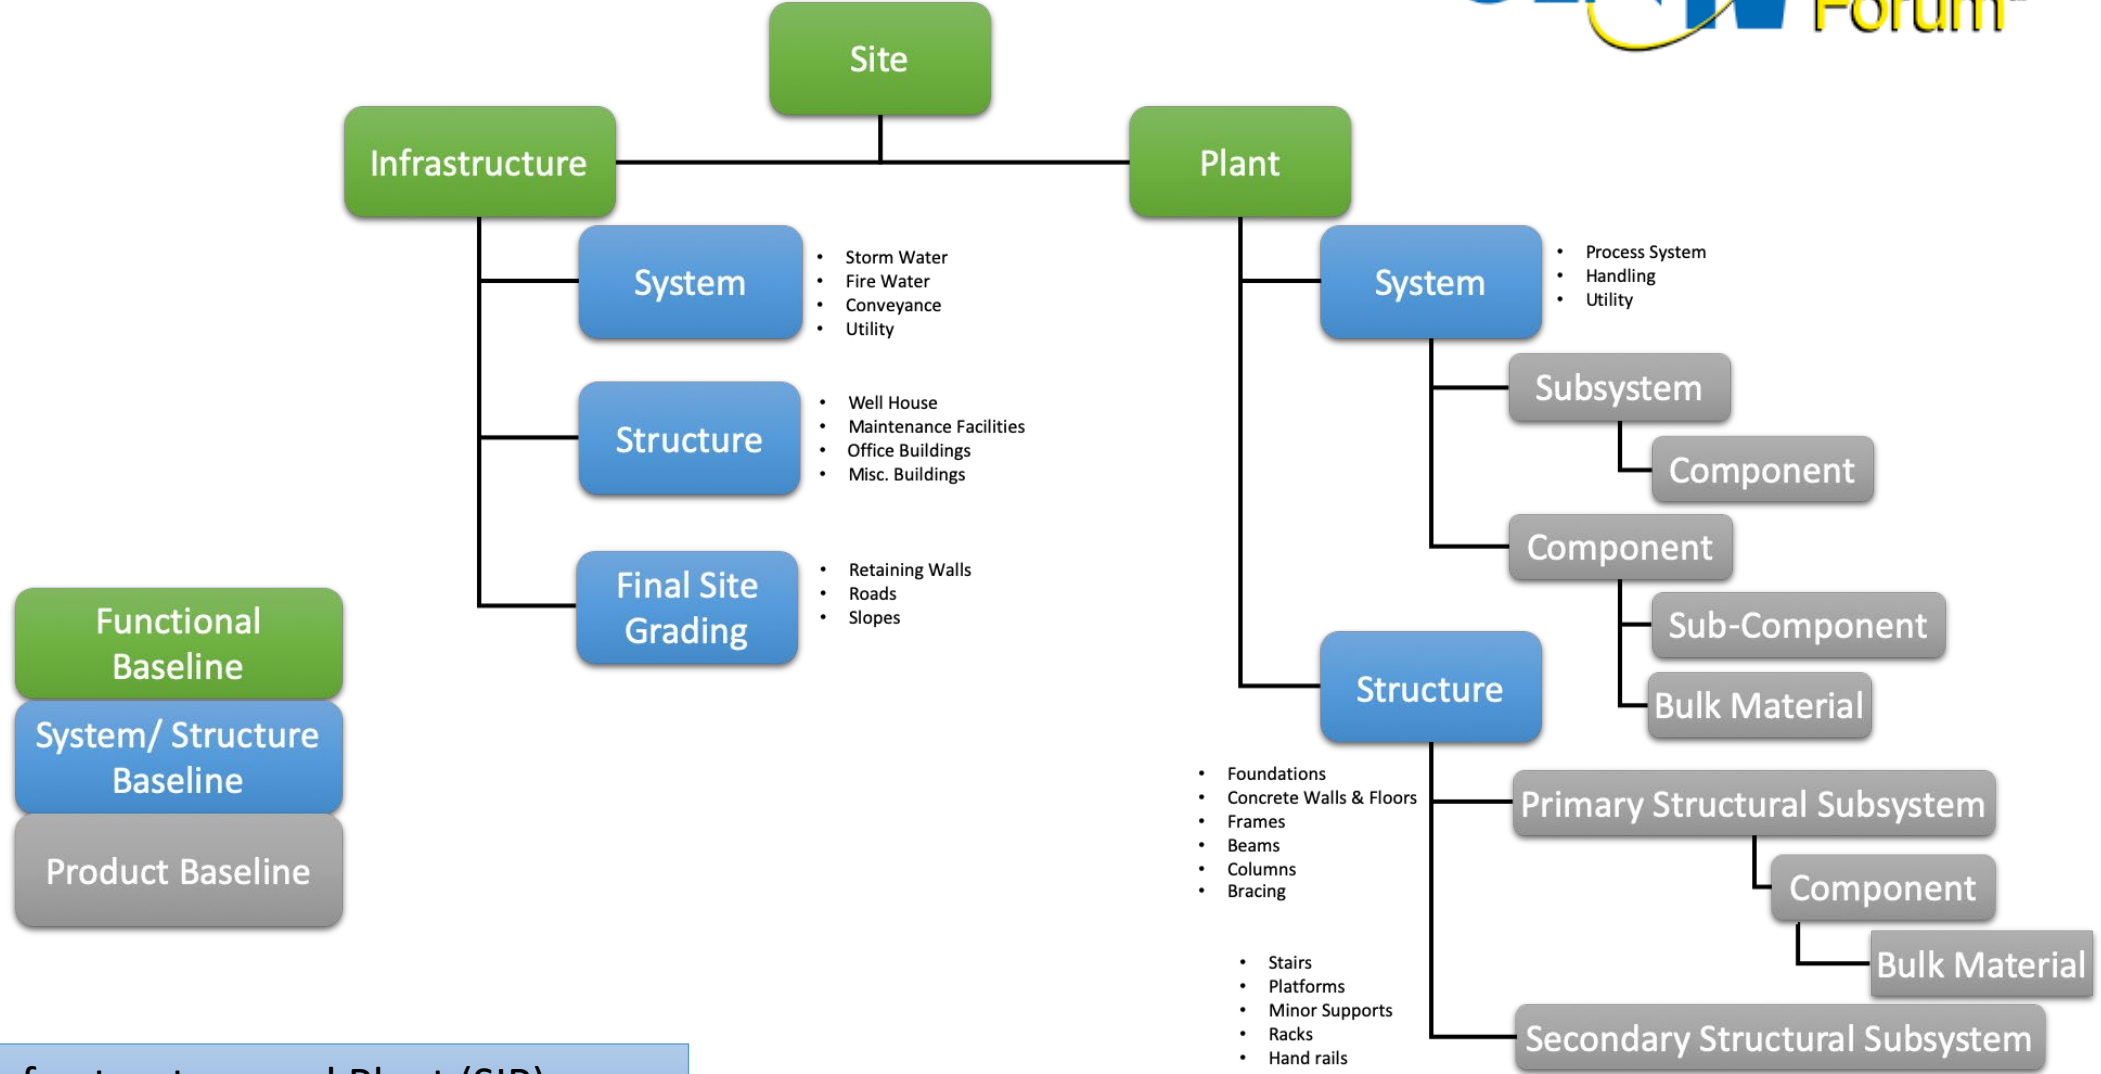 Forum
Site
Infrastructure
Plant
System
• Storm Water
• Fire Water
• Conveyance
• Utility
Structure
• Well House
• Maintenance Facilities
• Office Buildings
• Misc. Buildings
Final Site
Grading
• Retaining Walls
• Roads
• Slopes
System
• Process System
• Handling
• Utility
Subsystem
Component
Component
Sub-Component
Bulk Material
Structure
• Foundations
• Concrete Walls & Floors
• Frames
• Beams
• Columns
• Bracing
Primary Structural Subsystem
Component
Bulk Material
• Stairs
• Platforms
• Minor Supports
• Racks
• Hand rails
Secondary Structural Subsystem
Functional
Baseline
System/ Structure
Baseline
Product Baseline
and Plant (SIP)